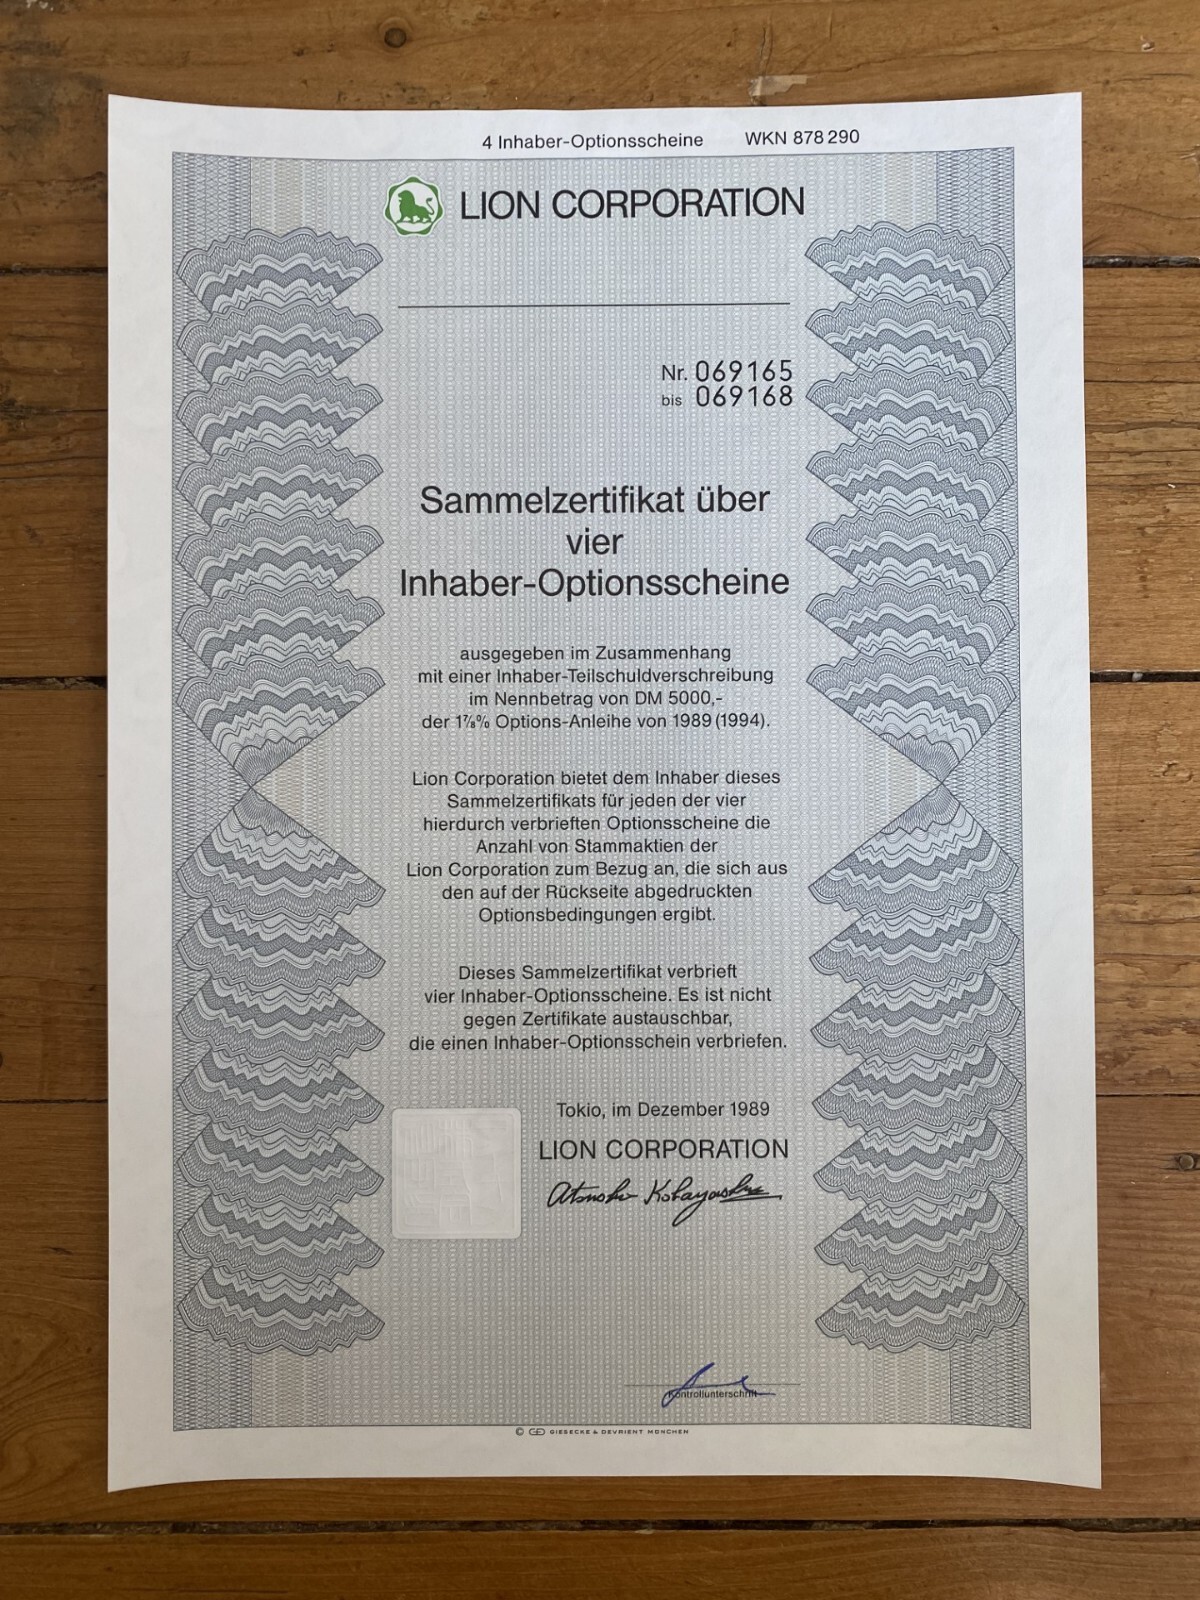 4 Inhaber-Optionsscheine WKN 878 290
LION CORPORATION
Nr. 069165
bis 069168
Sammelzertifikat über
vier
Inhaber-Optionsscheine
ausgegeben im Zusammenhang
mit einer Inhaber-Teilschuldverschreibung
im Nennbetrag von DM 5000,-
der 1⅞% Options-Anleihe von 1989 (1994).
Lion Corporation bietet dem Inhaber dieses
Sammelzertifikats für jeden der vier
hierdurch verbrieften Optionsscheine die
Anzahl von Stammaktien der
Lion Corporation zum Bezug an, die sich aus
den auf der Rückseite abgedruckten
Optionsbedingungen ergibt.
Dieses Sammelzertifikat verbrieft
vier Inhaber-Optionsscheine. Es ist nicht
gegen Zertifikate austauschbar,
die einen Inhaber-Optionsschein verbriefen.
Tokio, im Dezember 1989
LION CORPORATION
Kobayashi
Kontrollunterschrift
© GD GIESECKE & DEVRIENT MÜNCHEN